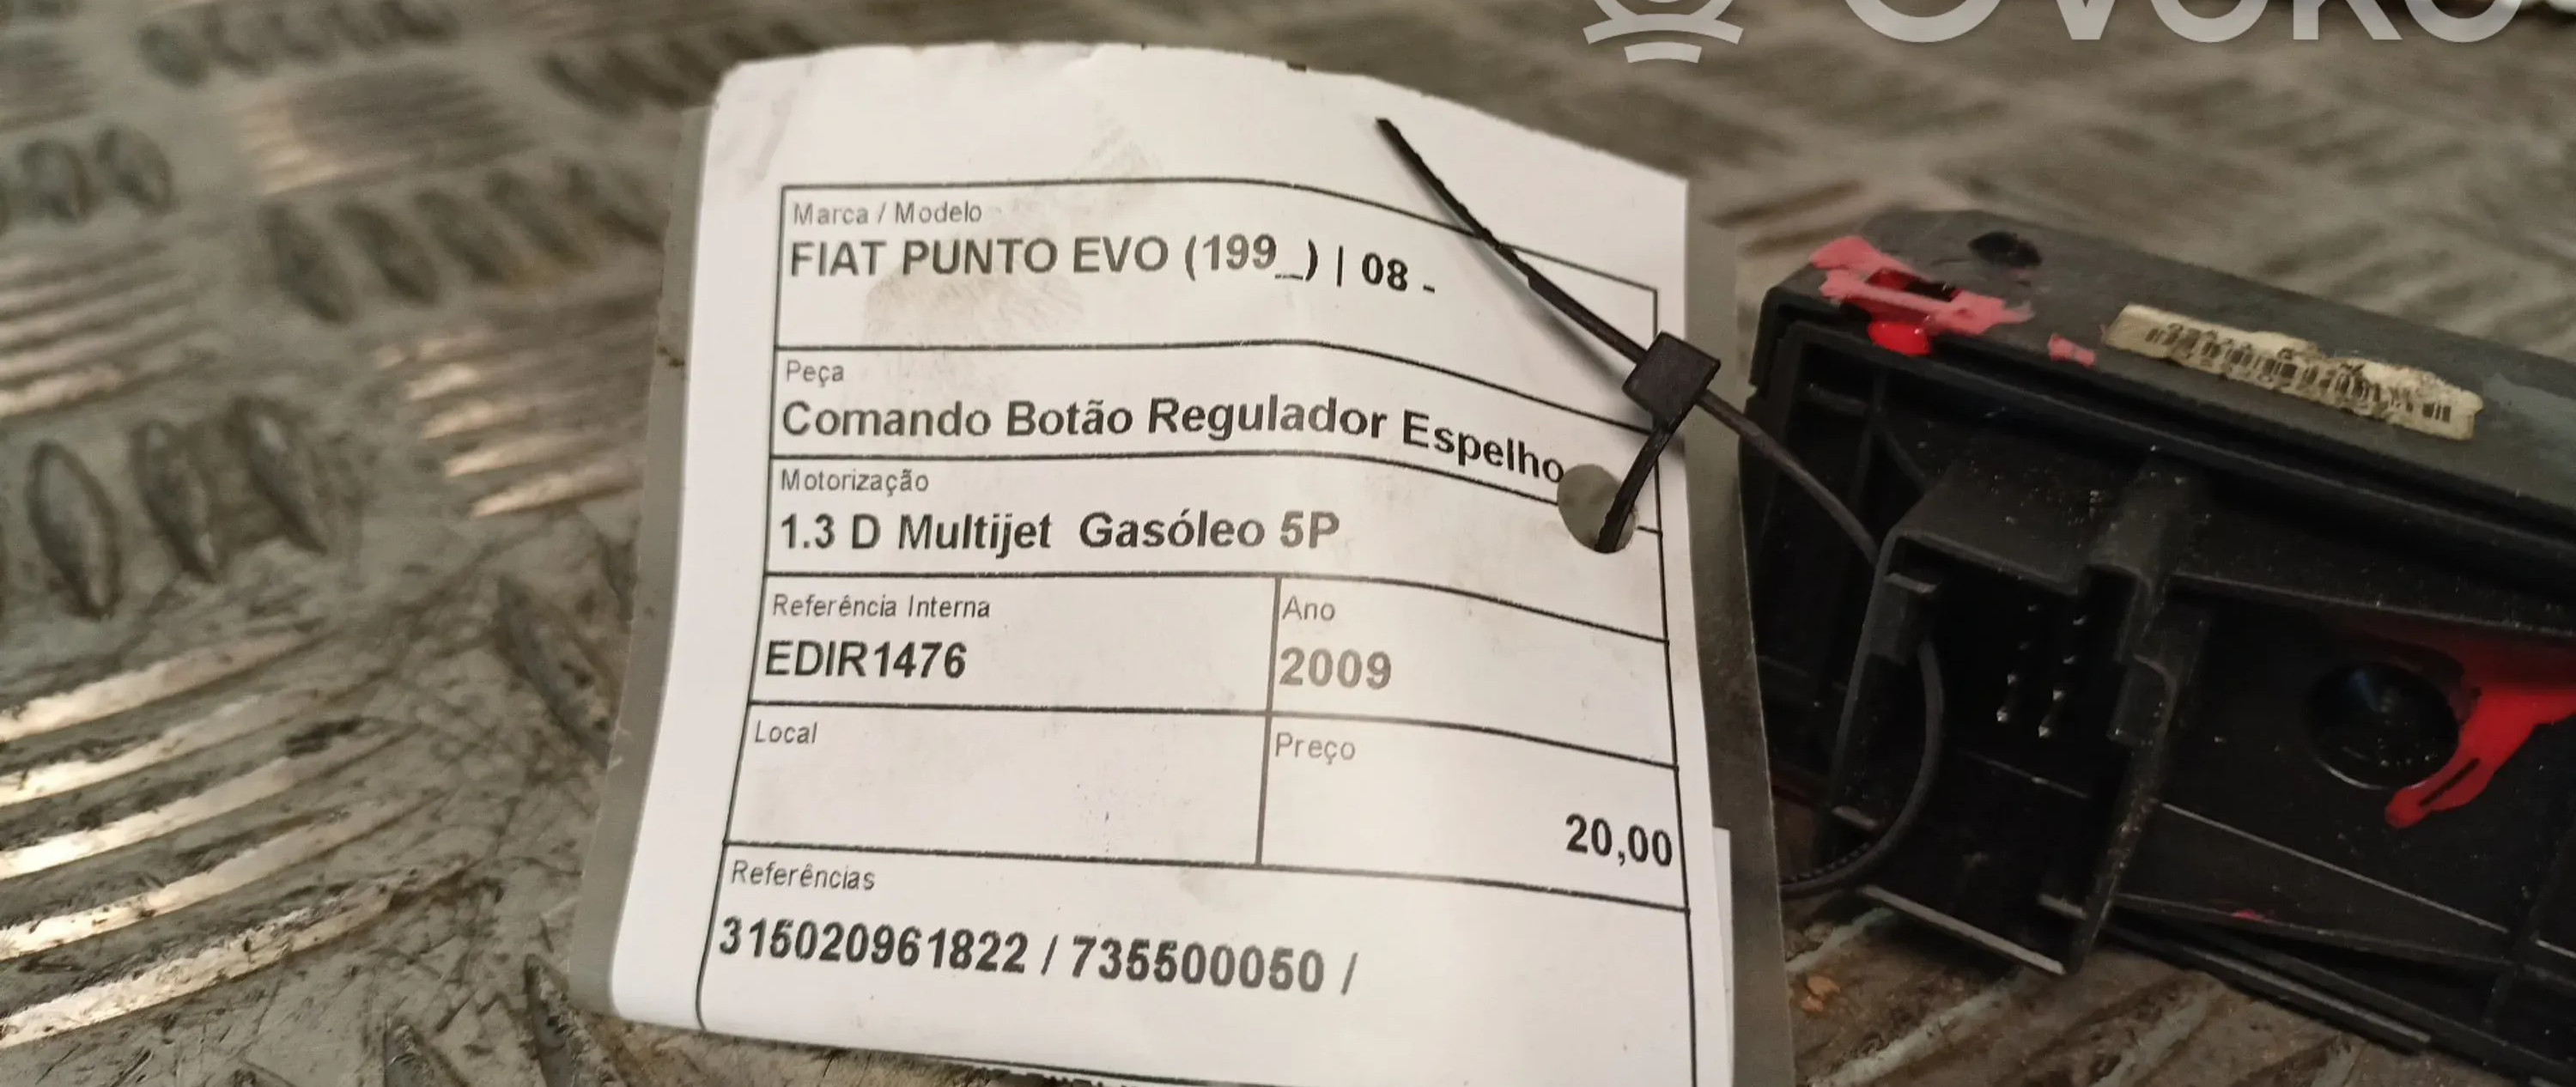 Marca / Modelo
FIAT PUNTO EVO (199_) | 08 -
Peça
Comando Botão Regulador Espelho
Motorização
1.3 D Multijet  Gasóleo 5P
Referência Interna
EDIR1476
Ano
2009
Local
Preço
20,00
Referências
315020961822 / 735500050 /